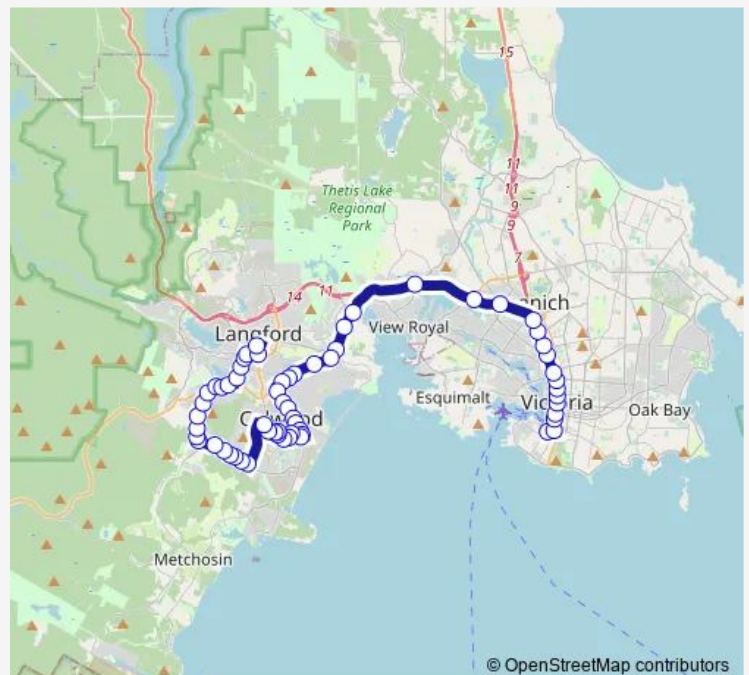 15
11
11
9
9
7
Thetis Lake
Regional
Park
14
11
Langford
View Royal
Esquimalt
Victoria
Oak Bay
Metchosin
© OpenStreetMap contributors